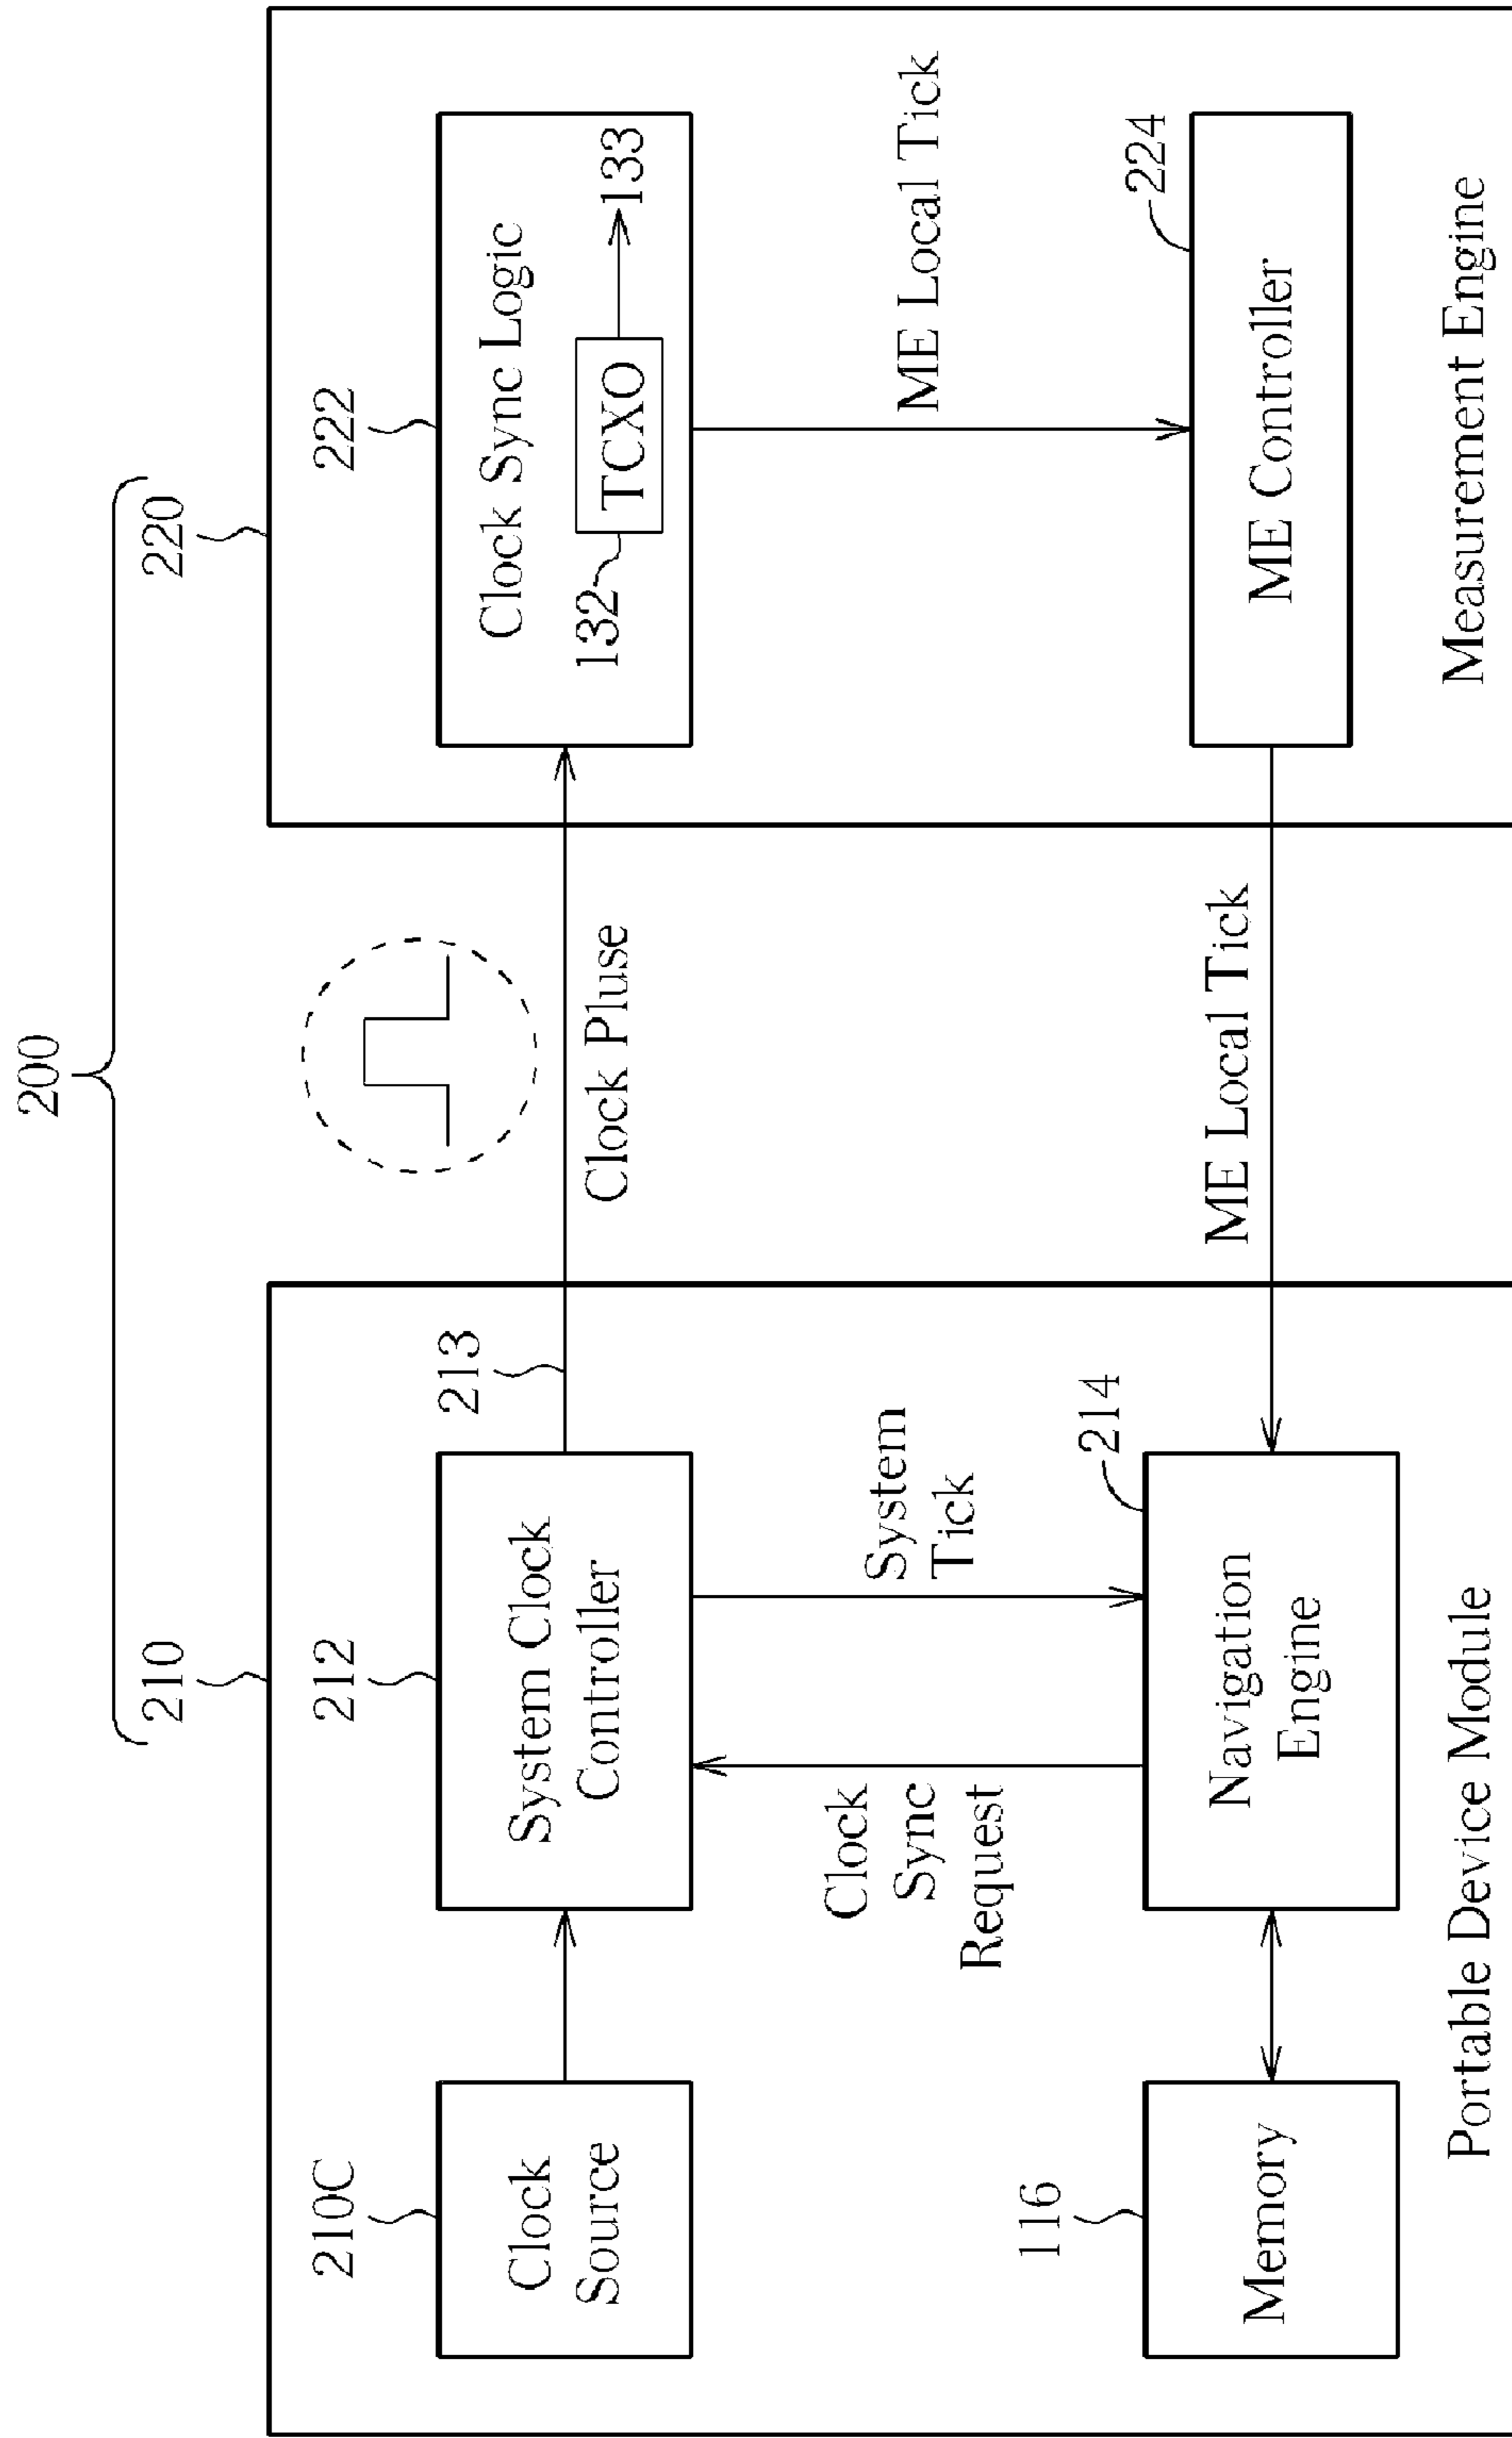 200
210
220
210C
212
213
222
Clock
Source
System Clock
Controller
Clock Pluse
Clock Sync Logic
132
TCXO
133
Clock
Sync
Request
System
Tick
ME Local Tick
116
214
224
Memory
Navigation
Engine
ME Local Tick
ME Controller
Portable Device Module
Measurement Engine